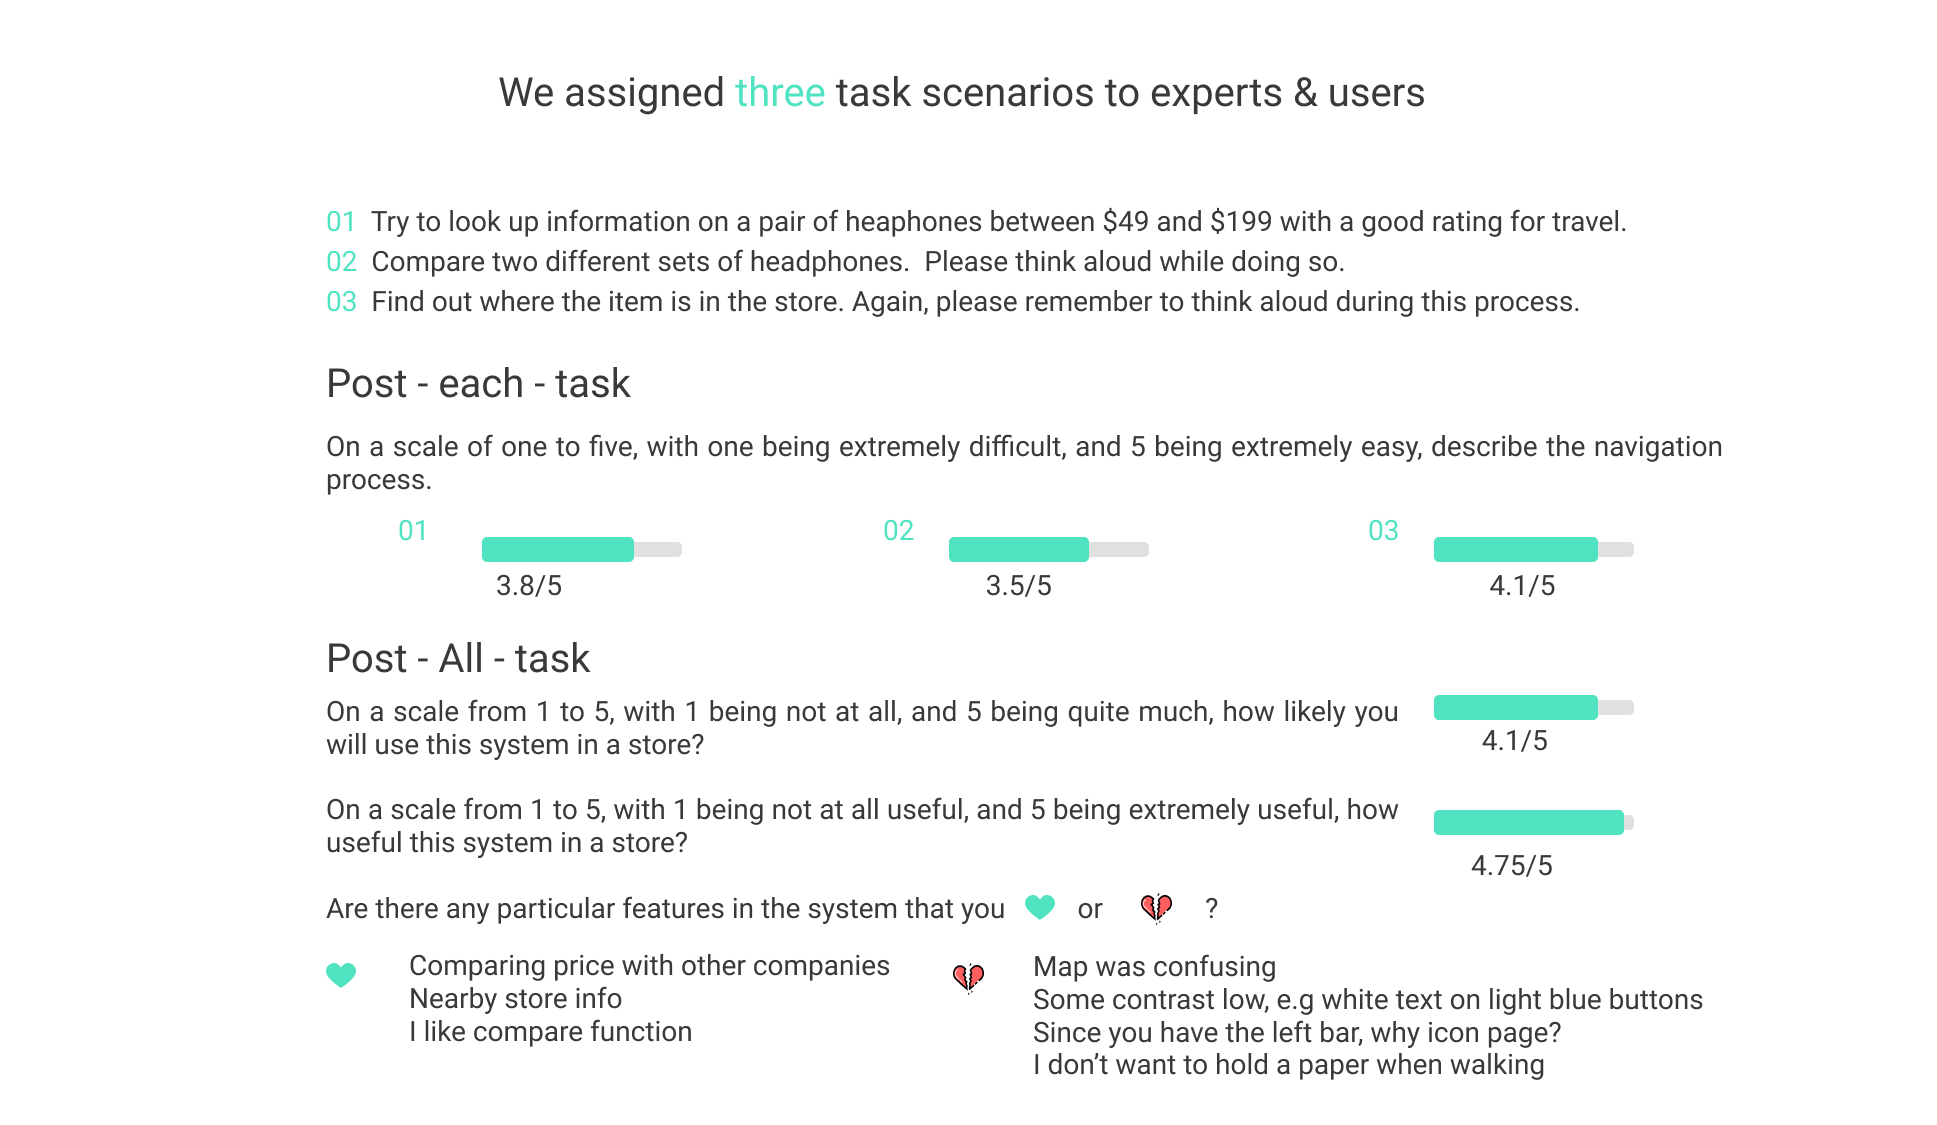 We assigned three task scenarios to experts & users
01 Try to look up information on a pair of heaphones between $49 and $199 with a good rating for travel.
02 Compare two different sets of headphones.  Please think aloud while doing so.
03 Find out where the item is in the store. Again, please remember to think aloud during this process.
Post - each - task
On a scale of one to five, with one being extremely difficult, and 5 being extremely easy, describe the navigation
process.
01 02 03
3.8/5 3.5/5 4.1/5
Post - All - task
On a scale from 1 to 5, with 1 being not at all, and 5 being quite much, how likely you
will use this system in a store?
4.1/5
On a scale from 1 to 5, with 1 being not at all useful, and 5 being extremely useful, how
useful this system in a store?
4.75/5
Are there any particular features in the system that you or ?
Comparing price with other companies
Nearby store info
I like compare function
Map was confusing
Some contrast low, e.g white text on light blue buttons
Since you have the left bar, why icon page?
I don’t want to hold a paper when walking